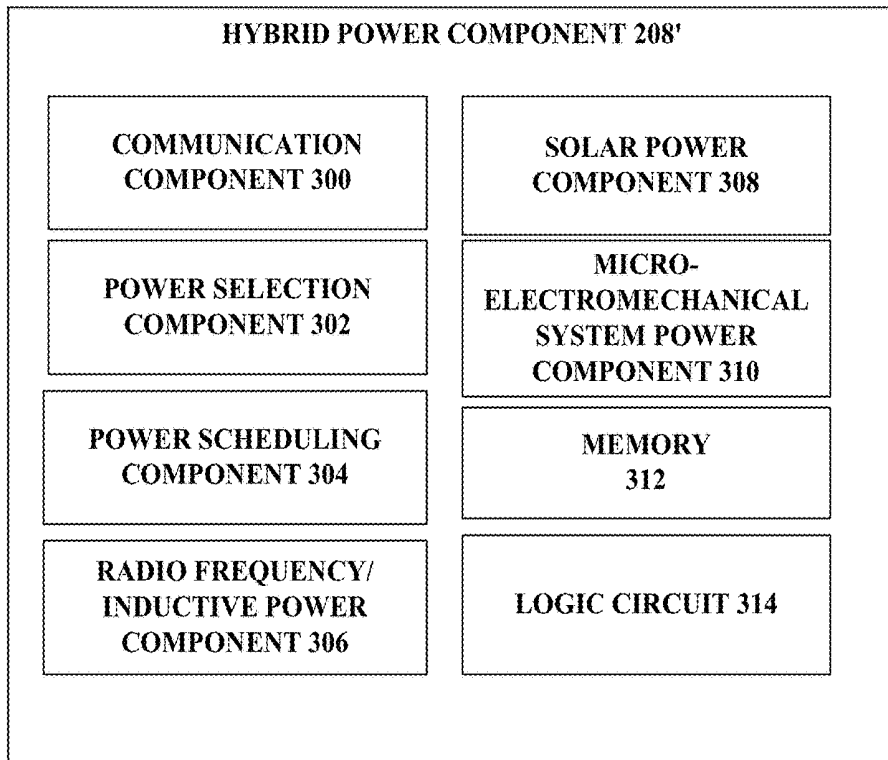 HYBRID POWER COMPONENT 208'
COMMUNICATION
COMPONENT 300
POWER SELECTION
COMPONENT 302
POWER SCHEDULING
COMPONENT 304
RADIO FREQUENCY/
INDUCTIVE POWER
COMPONENT 306
SOLAR POWER
COMPONENT 308
MICRO-
ELECTROMECHANICAL
SYSTEM POWER
COMPONENT 310
MEMORY
312
LOGIC CIRCUIT 314